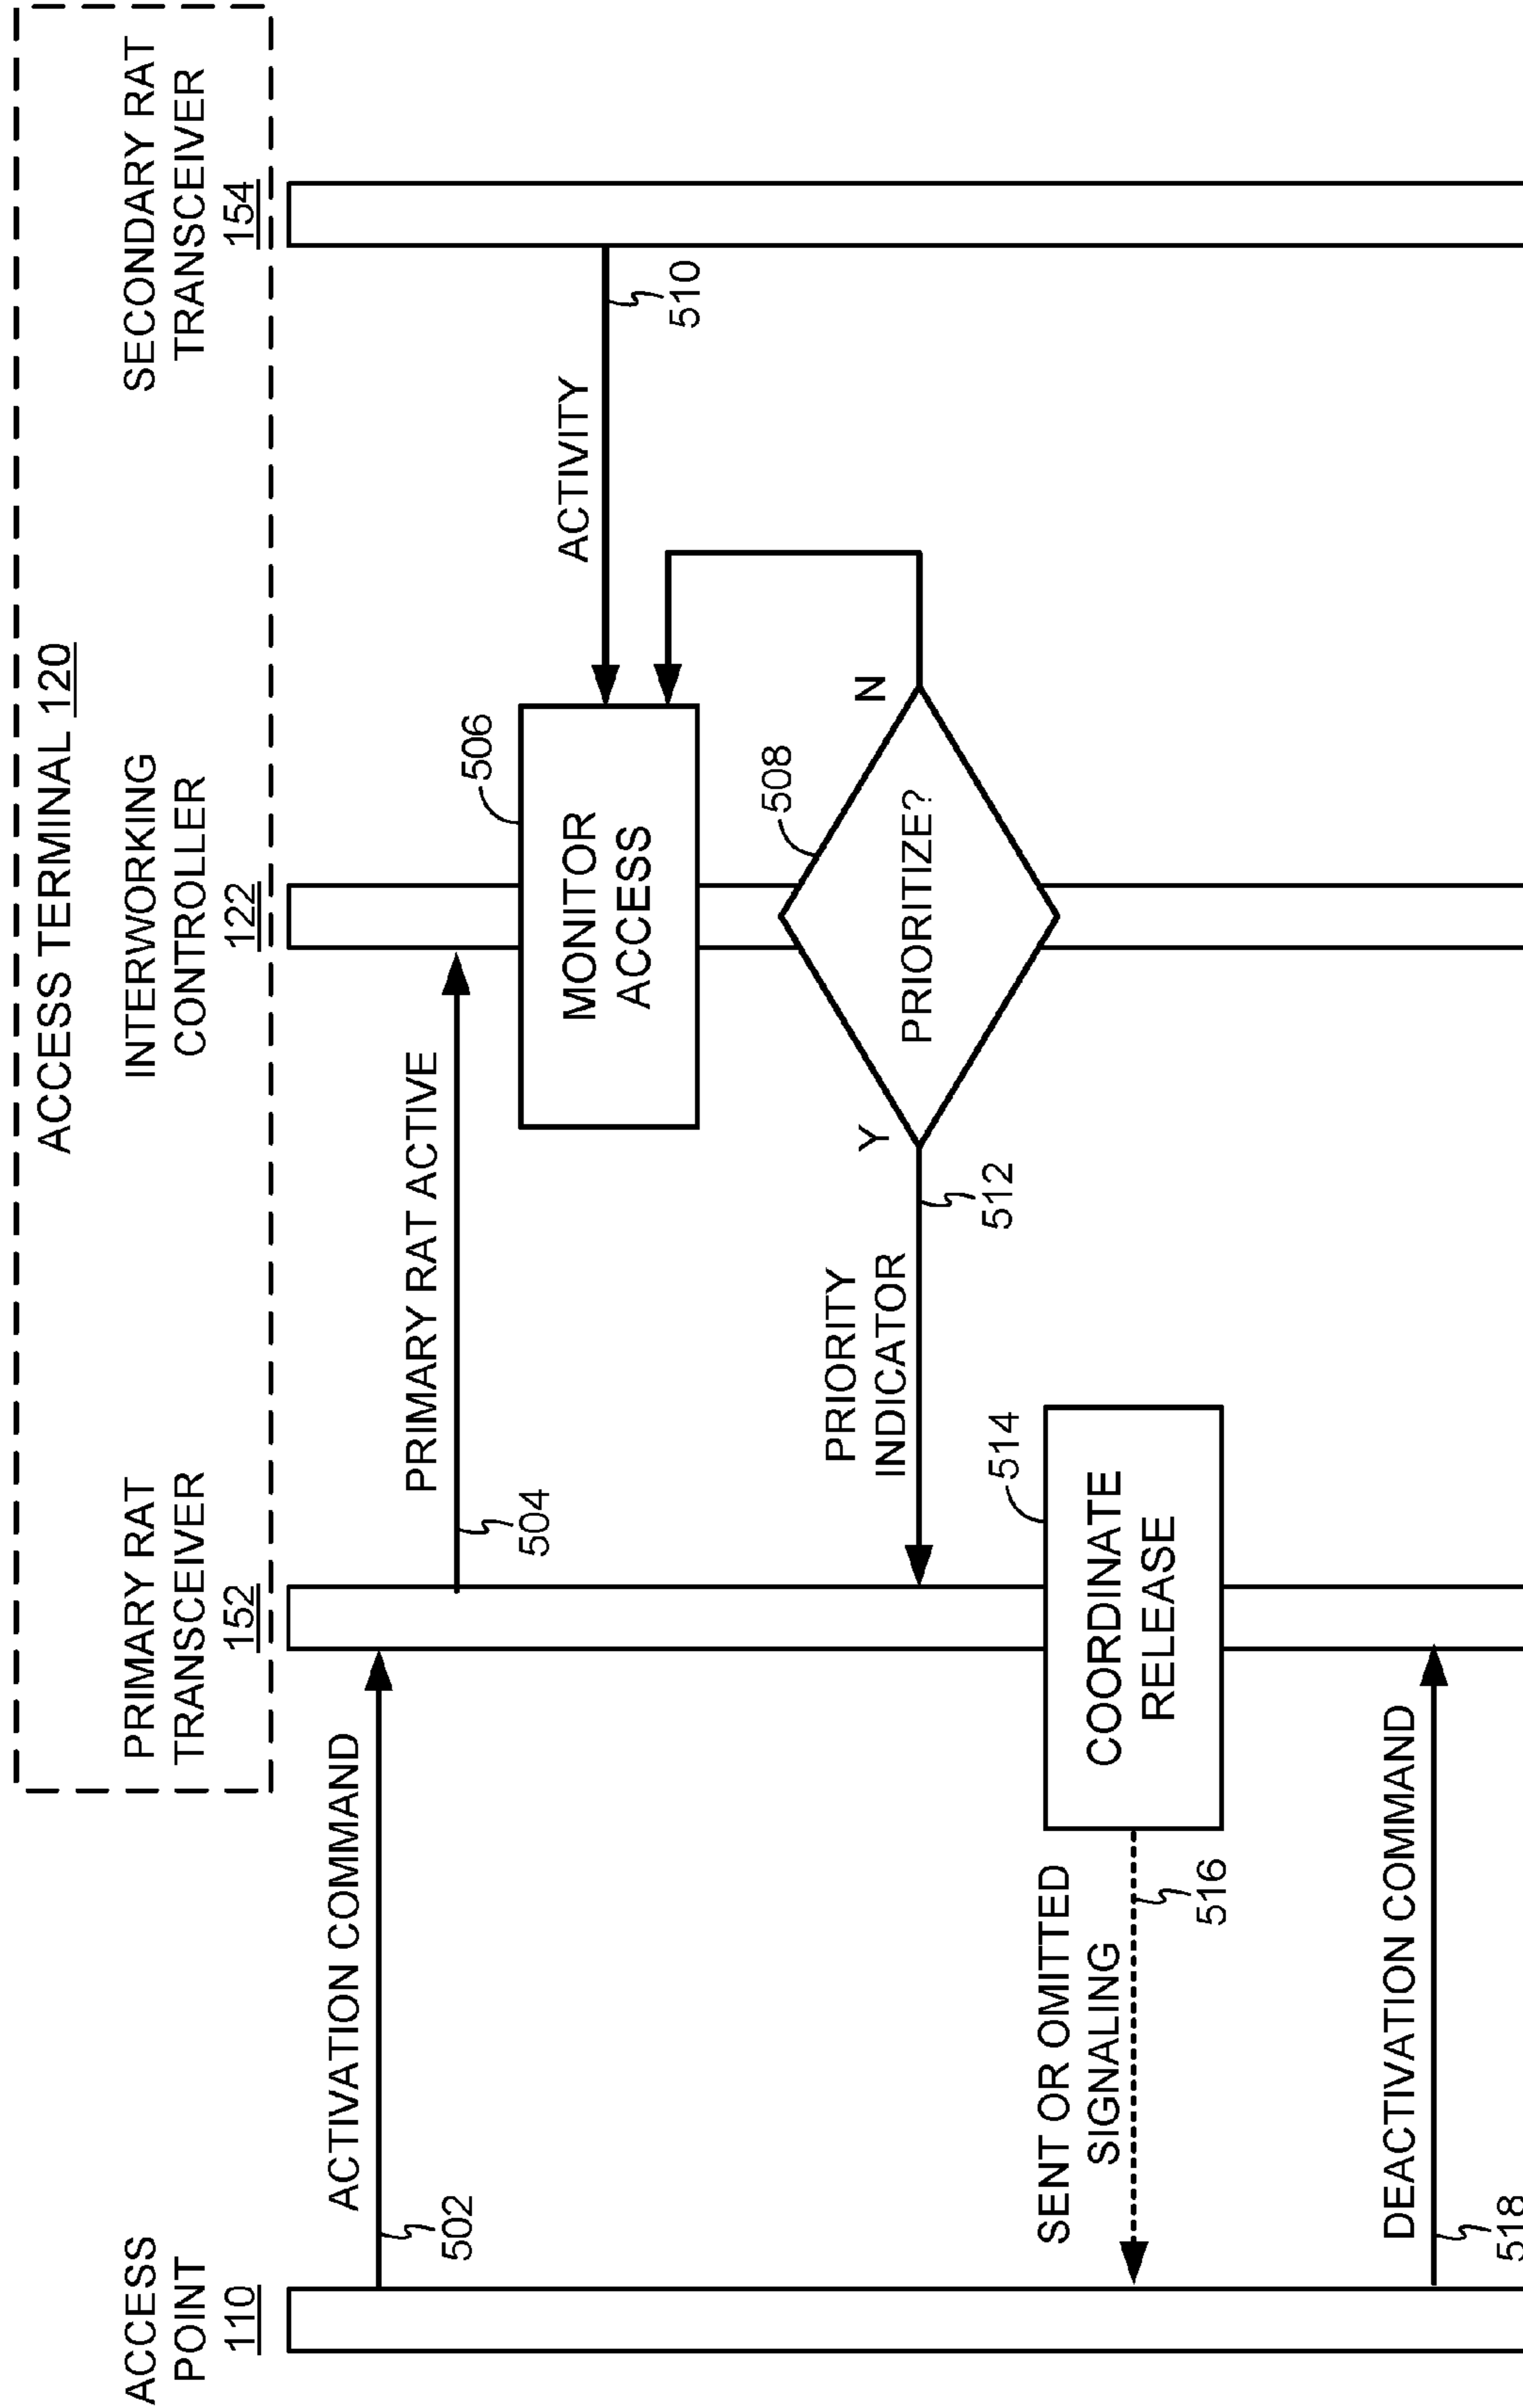 ACCESS TERMINAL 120
ACCESS
POINT
110
PRIMARY RAT
TRANSCEIVER
152
INTERWORKING
CONTROLLER
122
SECONDARY RAT
TRANSCEIVER
154
ACTIVATION COMMAND
502
PRIMARY RAT ACTIVE
504
506
MONITOR
ACCESS
ACTIVITY
510
508
PRIORITIZE?
Y
N
PRIORITY
INDICATOR
512
514
COORDINATE
RELEASE
SENT OR OMITTED
SIGNALING
516
DEACTIVATION COMMAND
518